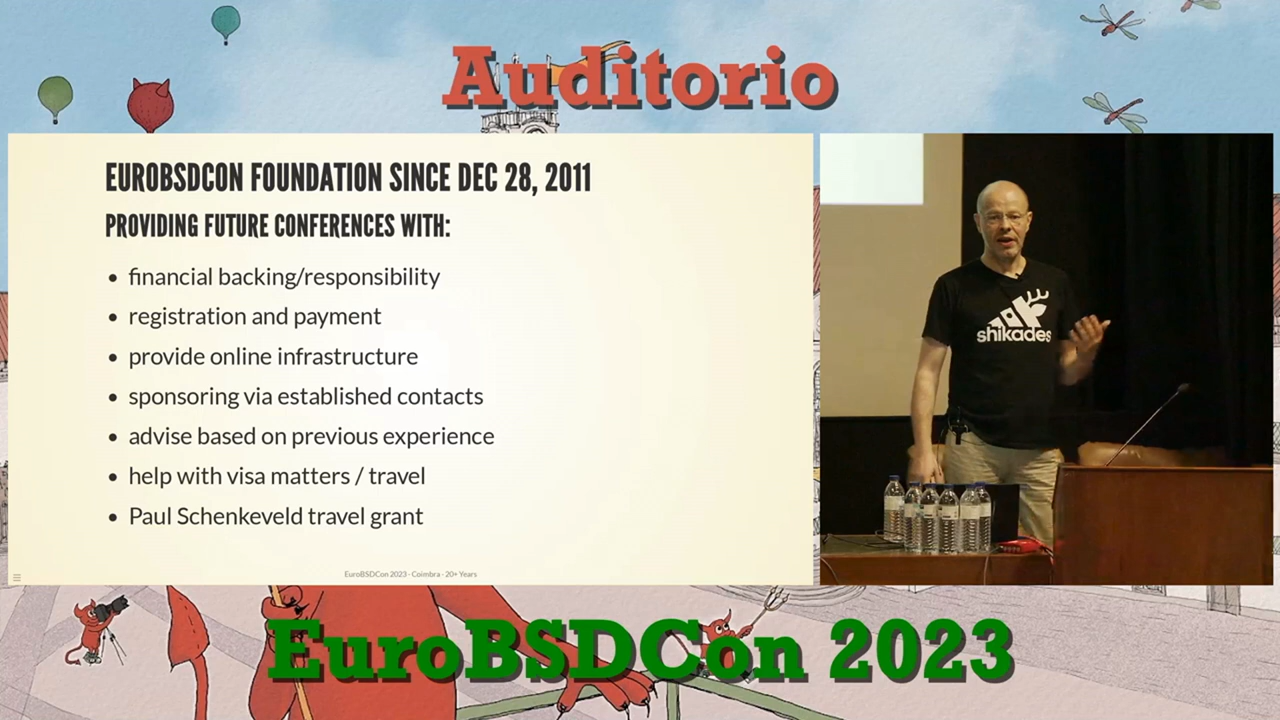 Auditorio
EUROBSDCON FOUNDATION SINCE DEC 28, 2011
PROVIDING FUTURE CONFERENCES WITH:
• financial backing/responsibility
• registration and payment
• provide online infrastructure
• sponsoring via established contacts
• advise based on previous experience
• help with visa matters / travel
• Paul Schenkeveld travel grant
EuroBSDCon 2023 - Coimbra - 20+ Years
shikades
EuroBSDCon 2023